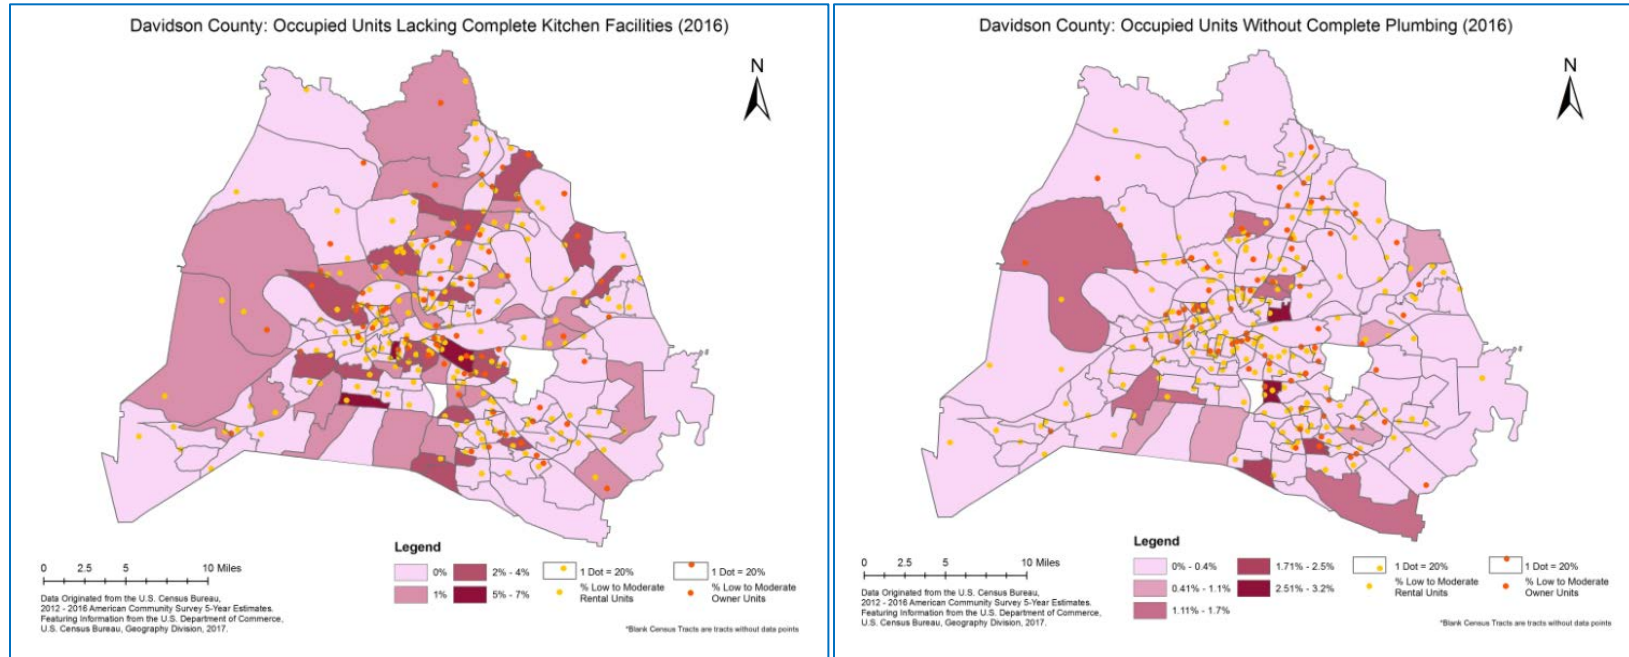 Davidson County: Occupied Units Lacking Complete Kitchen Facilities (2016)
N
Legend
0%
2% - 4%
1 Dot = 20%
1 Dot = 20%
1%
5% - 7%
% Low to Moderate
Rental Units
% Low to Moderate
Owner Units
0 2.5 5 10 Miles
Data Originated from the U.S. Census Bureau,
2012 - 2016 American Community Survey 5-Year Estimates.
Featuring Information from the U.S. Department of Commerce,
U.S. Census Bureau, Geography Division, 2017.
*Blank Census Tracts are tracts without data points
Davidson County: Occupied Units Without Complete Plumbing (2016)
N
Legend
0% - 0.4%
1.71% - 2.5%
1 Dot = 20%
1 Dot = 20%
0.41% - 1.1%
2.51% - 3.2%
% Low to Moderate
Rental Units
% Low to Moderate
Owner Units
1.11% - 1.7%
0 2.5 5 10 Miles
Data Originated from the U.S. Census Bureau,
2012 - 2016 American Community Survey 5-Year Estimates.
Featuring Information from the U.S. Department of Commerce,
U.S. Census Bureau, Geography Division, 2017.
*Blank Census Tracts are tracts without data points